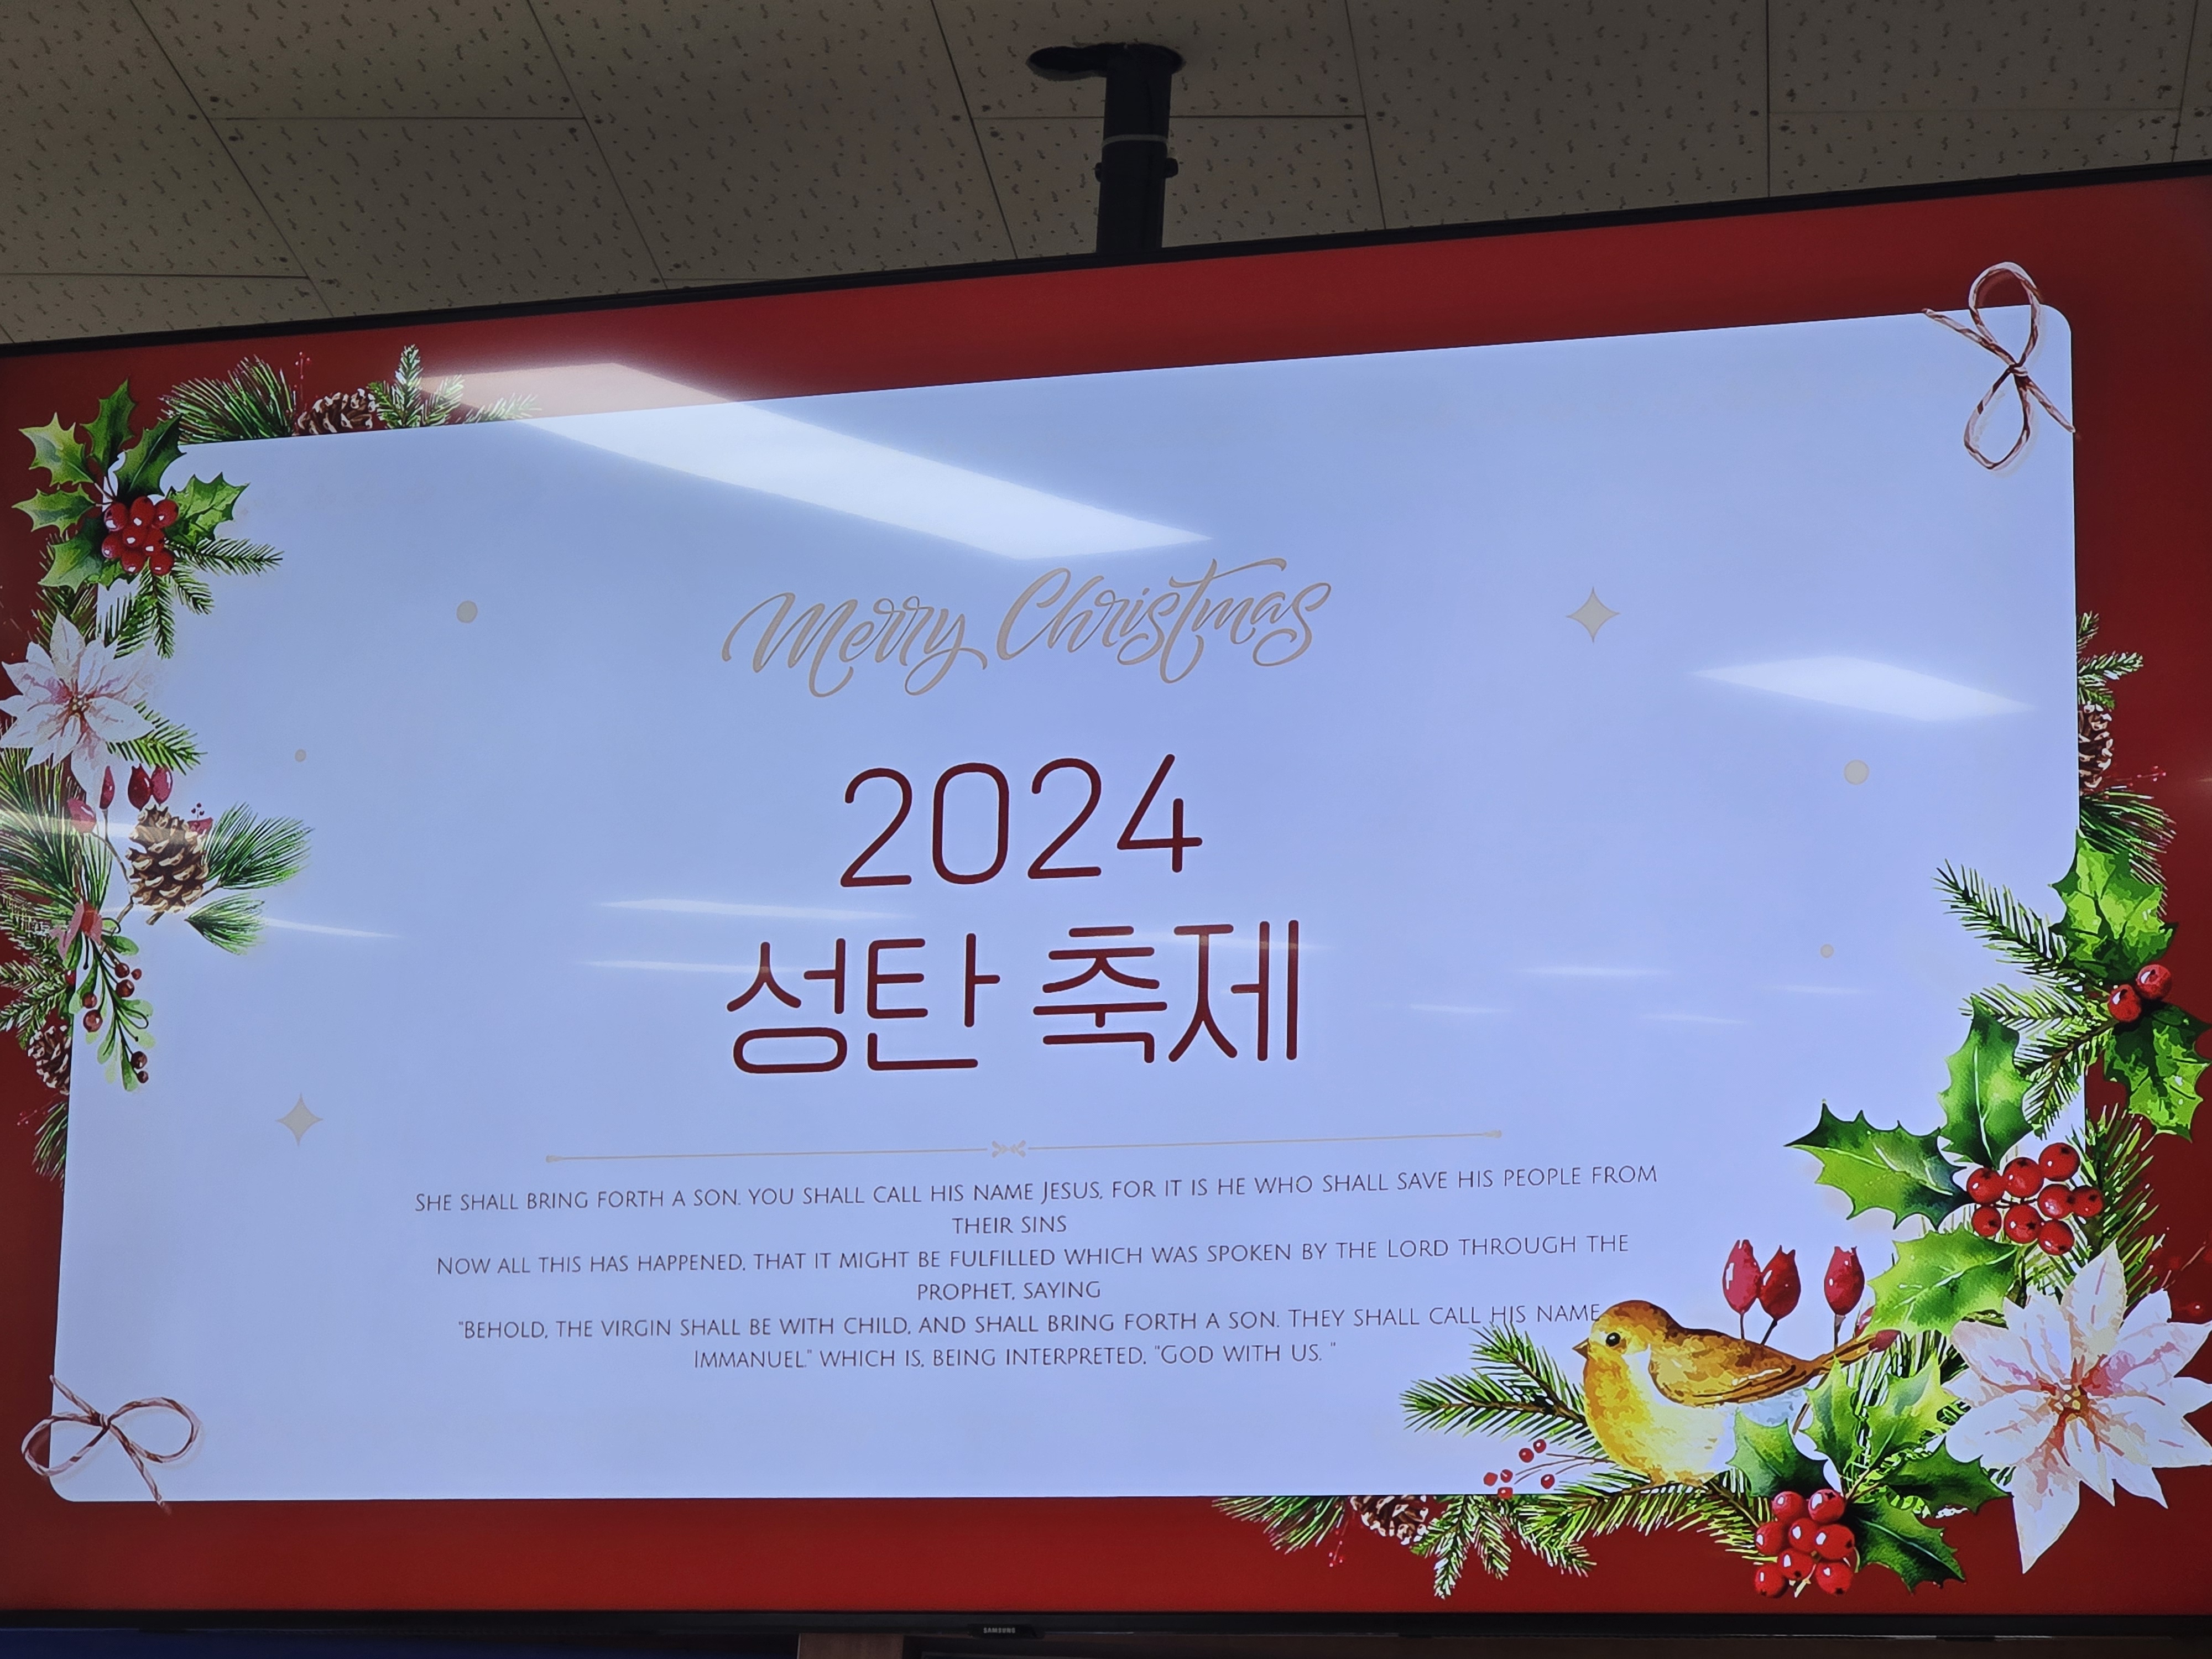 Merry Christmas
2024
성탄 축제
She shall bring forth a son. You shall call his name Jesus, for it is he who shall save his people from
their sins
Now all this has happened, that it might be fulfilled which was spoken by the Lord through the
prophet, saying
"Behold, the virgin shall be with child, and shall bring forth a son. They shall call his name
Immanuel" which is, being interpreted, "God with us. "
SAMSUNG